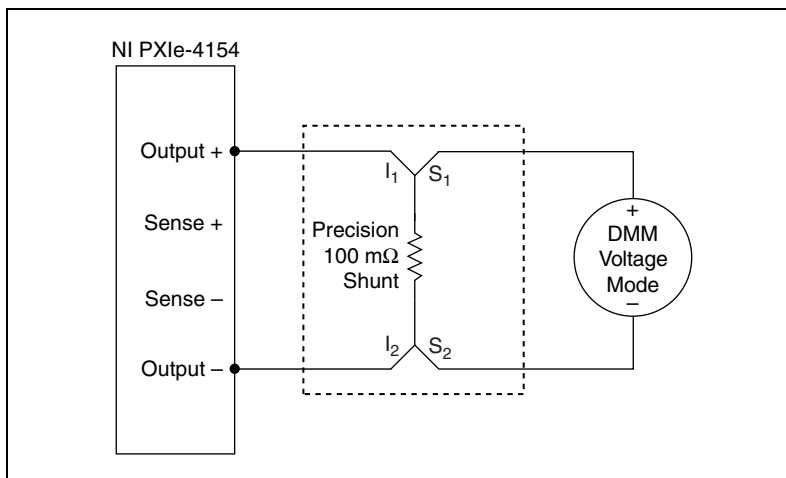 NI PXIe-4154
Output +
Sense +
Sense –
Output –
I1
S1
Precision
100 mΩ
Shunt
I2
S2
+
DMM
Voltage
Mode
–